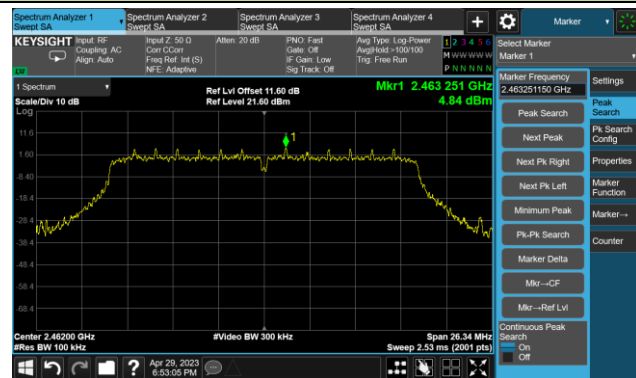 Spectrum Analyzer 1
Swept SA
Spectrum Analyzer 2
Swept SA
Spectrum Analyzer 3
Swept SA
Spectrum Analyzer 4
Swept SA
+
Marker
KEYSIGHT
LW
Input: RF
Coupling: AC
Align: Auto
Input Z: 50 Ω
Corr CCorr
Freq Ref: Int (S)
NFE: Adaptive
Atten: 20 dB
PNO: Fast
Gate: Off
IF Gain: Low
Sig Track: Off
Avg Type: Log-Power
Avg|Hold:>100/100
Trig: Free Run
1 2 3 4 5 6
M W W W W W
P N N N N N
Select Marker
Marker 1
1 Spectrum
Scale/Div 10 dB
Log
Ref Lvl Offset 11.60 dB
Ref Level 21.60 dBm
Mkr1 2.463 251 GHz
4.84 dBm
11.6
1.60
-8.40
-18.4
-28.4
-38.4
-48.4
-58.4
-68.4
1
Center 2.46200 GHz
#Res BW 100 kHz
#Video BW 300 kHz
Span 26.34 MHz
Sweep 2.53 ms (2001 pts)
Marker Frequency
2.463251150 GHz
Peak Search
Next Peak
Next Pk Right
Next Pk Left
Minimum Peak
Pk-Pk Search
Marker Delta
Mkr→CF
Mkr→Ref Lvl
Continuous Peak
Search
On
Off
Settings
Peak
Search
Pk Search
Config
Properties
Marker
Function
Marker→
Counter
?
Apr 29, 2023
6:53:05 PM